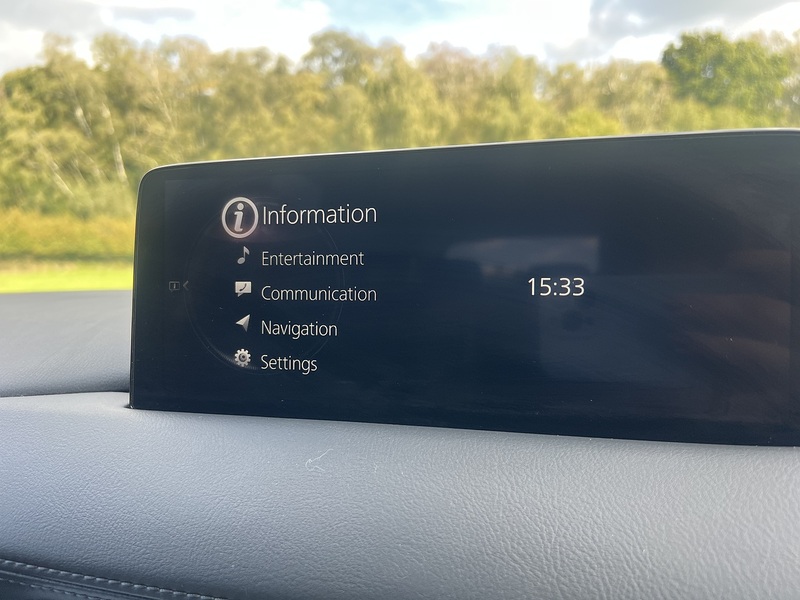 Information
Entertainment
Communication
Navigation
Settings
15:33